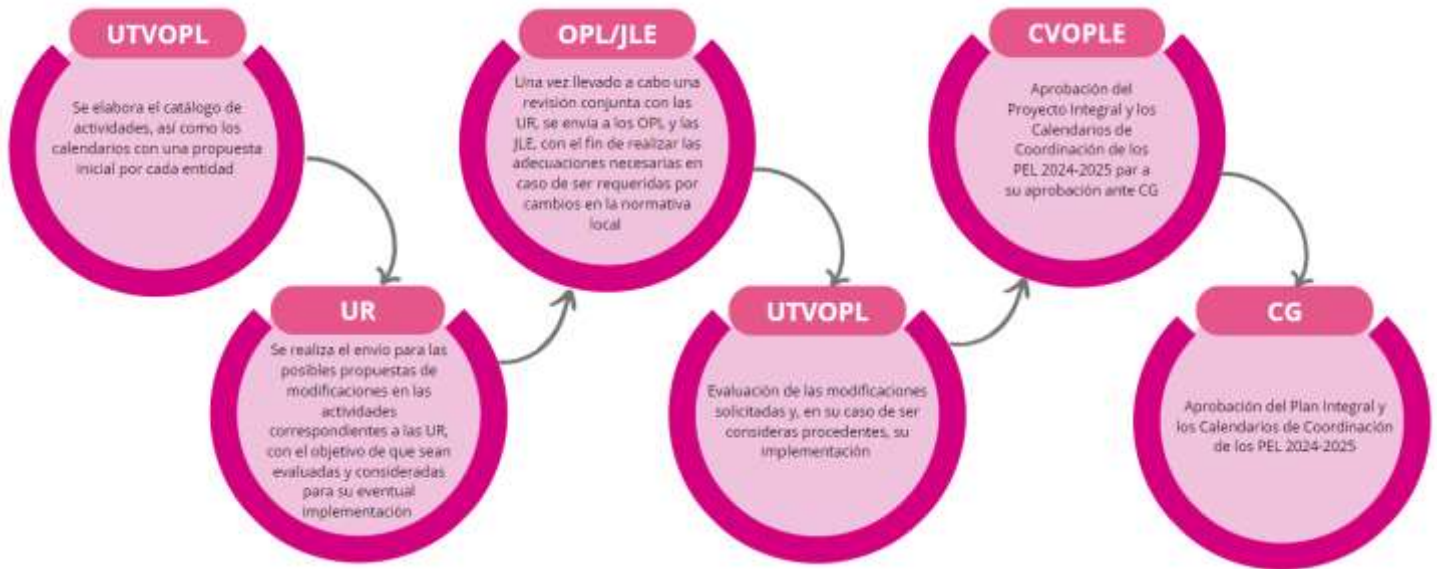 UTVOPL
Se elabora el catálogo de
actividades, así como los
calendarios con una propuesta
inicial por cada entidad
UR
Se realiza el envío para las
posibles propuestas de
modificaciones en las
actividades
correspondientes a las UR,
con el objetivo de que sean
evaluadas y consideradas
para su eventual
implementación
OPL/JLE
Una vez llevado a cabo una
revisión conjunta con las
UR, se envía a los OPL y las
JLE, con el fin de realizar las
adecuaciones necesarias en
caso de ser requeridas por
cambios en la normativa
local
UTVOPL
Evaluación de las modificaciones
solicitadas y, en su caso de ser
consideras procedentes, su
implementación
CVOPLE
Aprobación del
Proyecto Integral y los
Calendarios de
Coordinación de los
PEL 2024-2025 par a
su aprobación ante CG
CG
Aprobación del Plan Integral y
los Calendarios de Coordinación
de los PEL 2024-2025